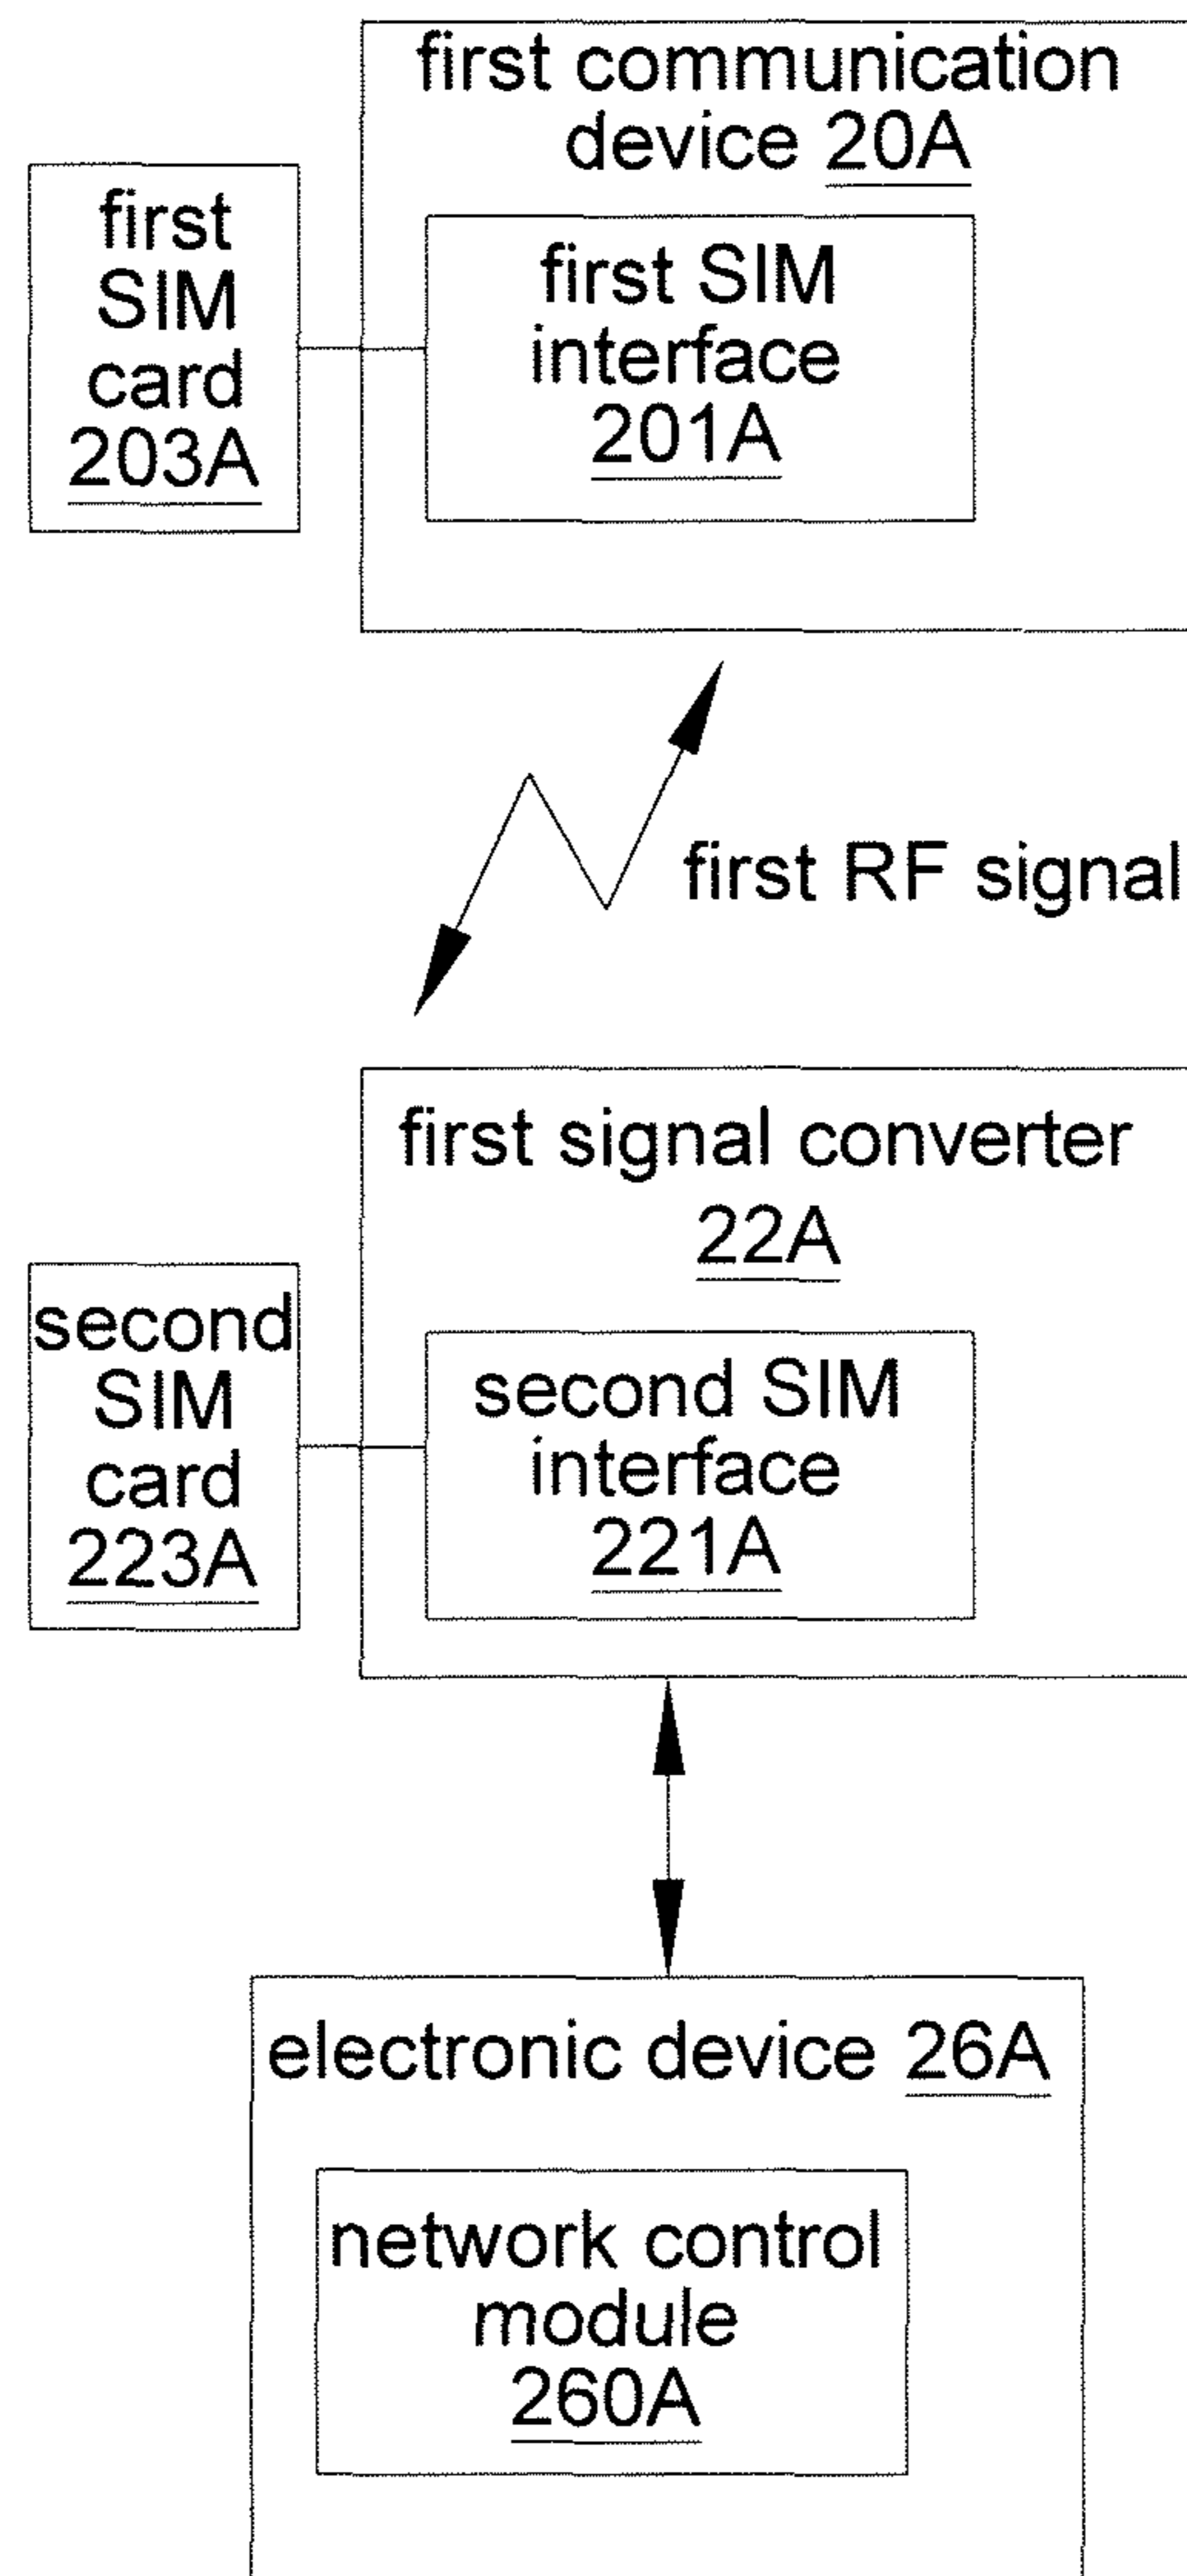 first communication
device 20A
first
SIM
card
203A
first SIM
interface
201A
first RF signal
first signal converter
22A
second
SIM
card
223A
second SIM
interface
221A
electronic device 26A
network control
module
260A